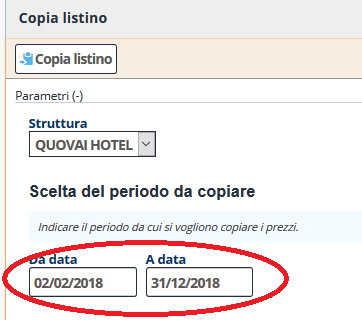 Copia listino
Copia listino
Parametri (-)
Struttura
QUOVAI HOTEL
Scelta del periodo da copiare
Indicare il periodo da cui si vogliono copiare i prezzi.
Da data A data
02/02/2018 31/12/2018